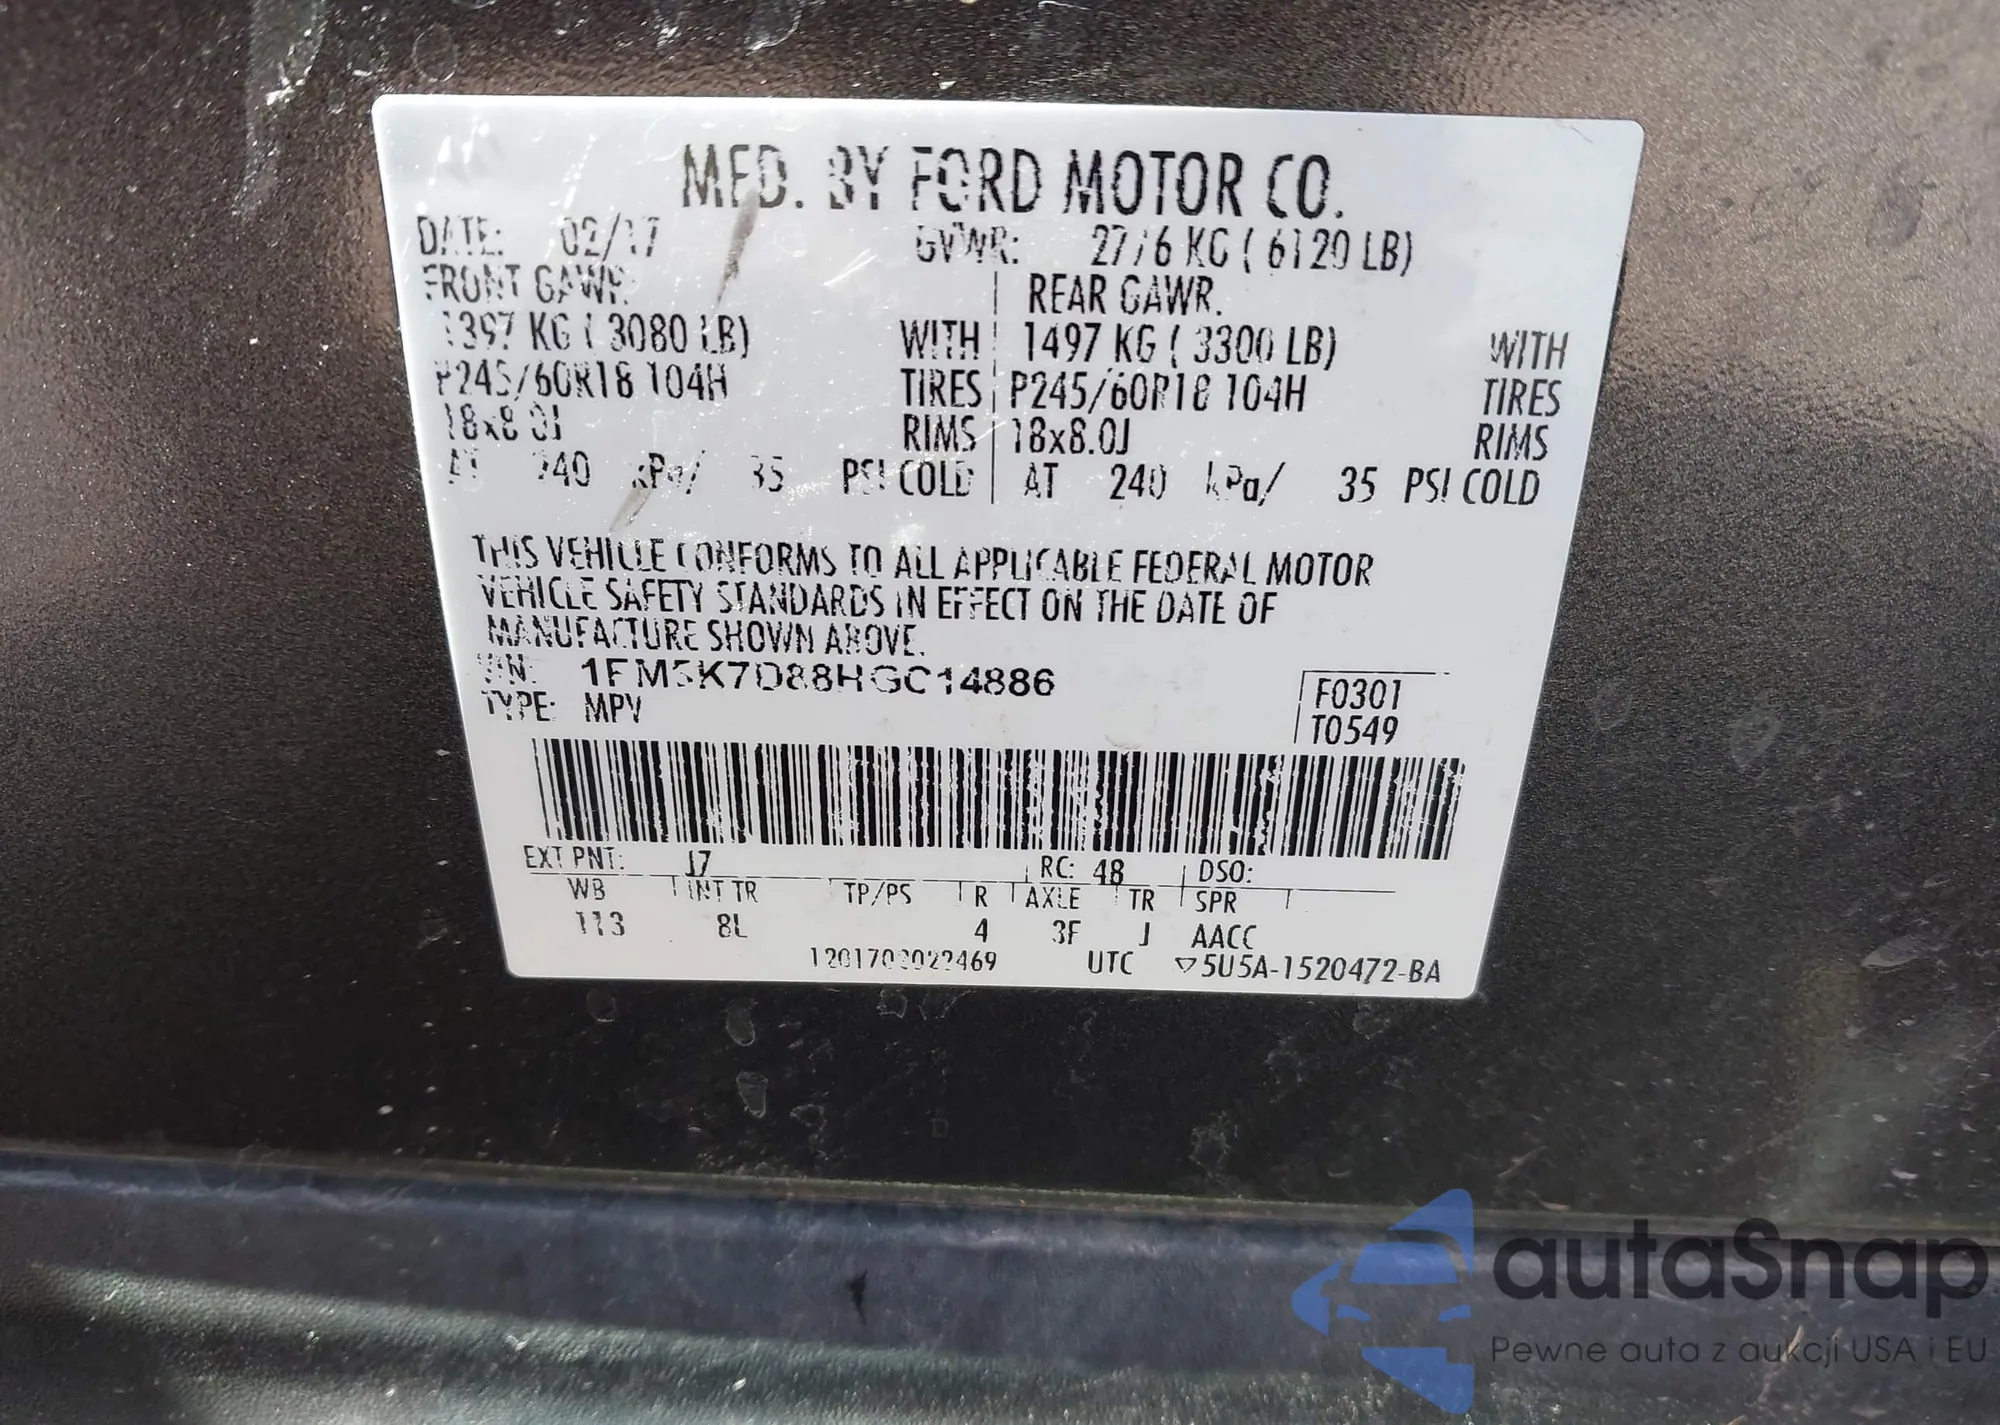 MFD. BY FORD MOTOR CO.
DATE: 02/17 GVWR: 2776 KG ( 6120 LB)
FRONT GAWR: REAR GAWR:
1397 KG ( 3080 LB) WITH 1497 KG ( 3300 LB) WITH
P245/60R18 104H TIRES P245/60R18 104H TIRES
18x8.0J RIMS 18x8.0J RIMS
AT 240 kPa/ 35 PSI COLD AT 240 kPa/ 35 PSI COLD
THIS VEHICLE CONFORMS TO ALL APPLICABLE FEDERAL MOTOR
VEHICLE SAFETY STANDARDS IN EFFECT ON THE DATE OF
MANUFACTURE SHOWN ABOVE.
VIN: 1FM5K7D88HGC14886
TYPE: MPV
F0301
T0549
EXT PNT: J7 RC: 48 DSO:
WB INT TR TP/PS R AXLE TR SPR
113 8L 4 3F J AACC
UTC ▽5U5A-1520472-BA
autaSnap
Pewne auta z aukcji USA i EU